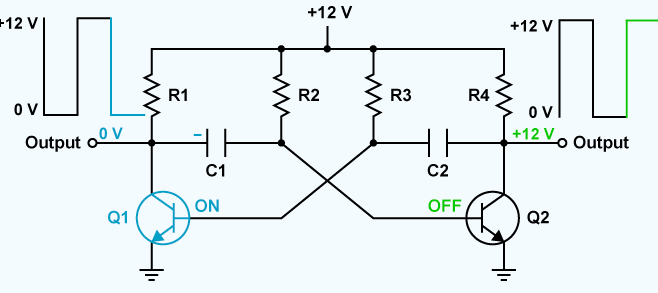 +12 V
+12 V
+12 V
R1
R2
R3
R4
0 V
0 V
Output
0 V
–
C1
C2
+12 V
Output
Q1
ON
OFF
Q2